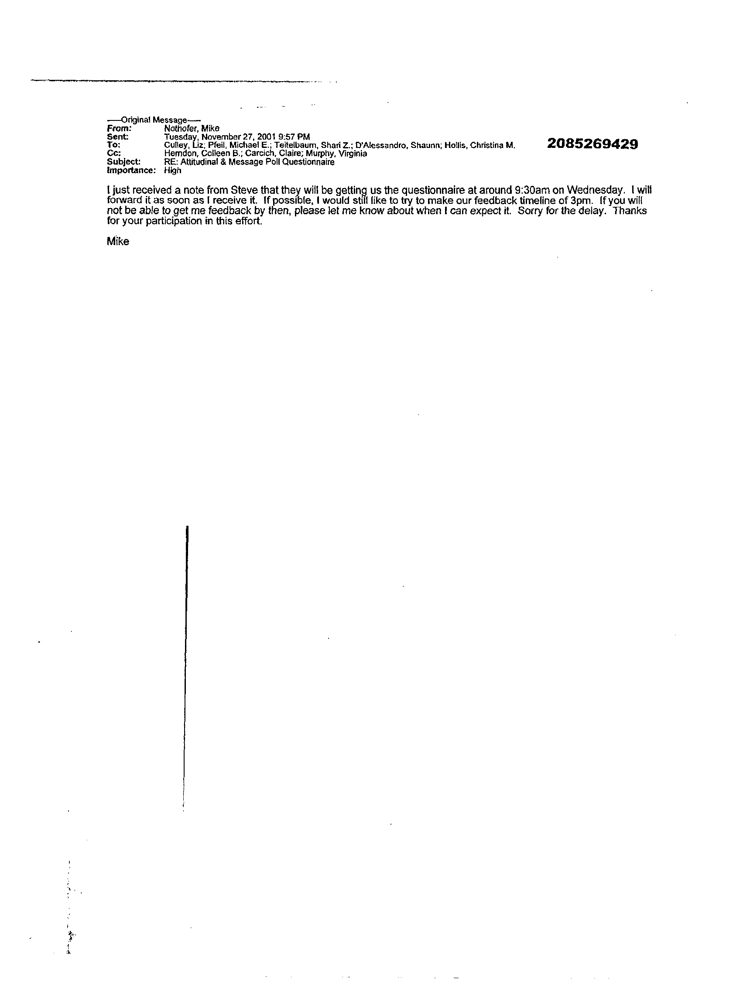 -----Original Message-----
From: Nothofer, Mike
Sent: Tuesday, November 27, 2001 9:57 PM
To: Culley, Liz; Pfeil, Michael E.; Teitelbaum, Shari Z.; D'Alessandro, Shaunn; Hollis, Christina M.
Cc: Herndon, Colleen B.; Carcich, Claire; Murphy, Virginia
Subject: RE: Attitudinal & Message Poll Questionnaire
Importance: High
2085269429
I just received a note from Steve that they will be getting us the questionnaire at around 9:30am on Wednesday. I will
forward it as soon as I receive it. If possible, I would still like to try to make our feedback timeline of 3pm. If you will
not be able to get me feedback by then, please let me know about when I can expect it. Sorry for the delay. Thanks
for your participation in this effort.
Mike